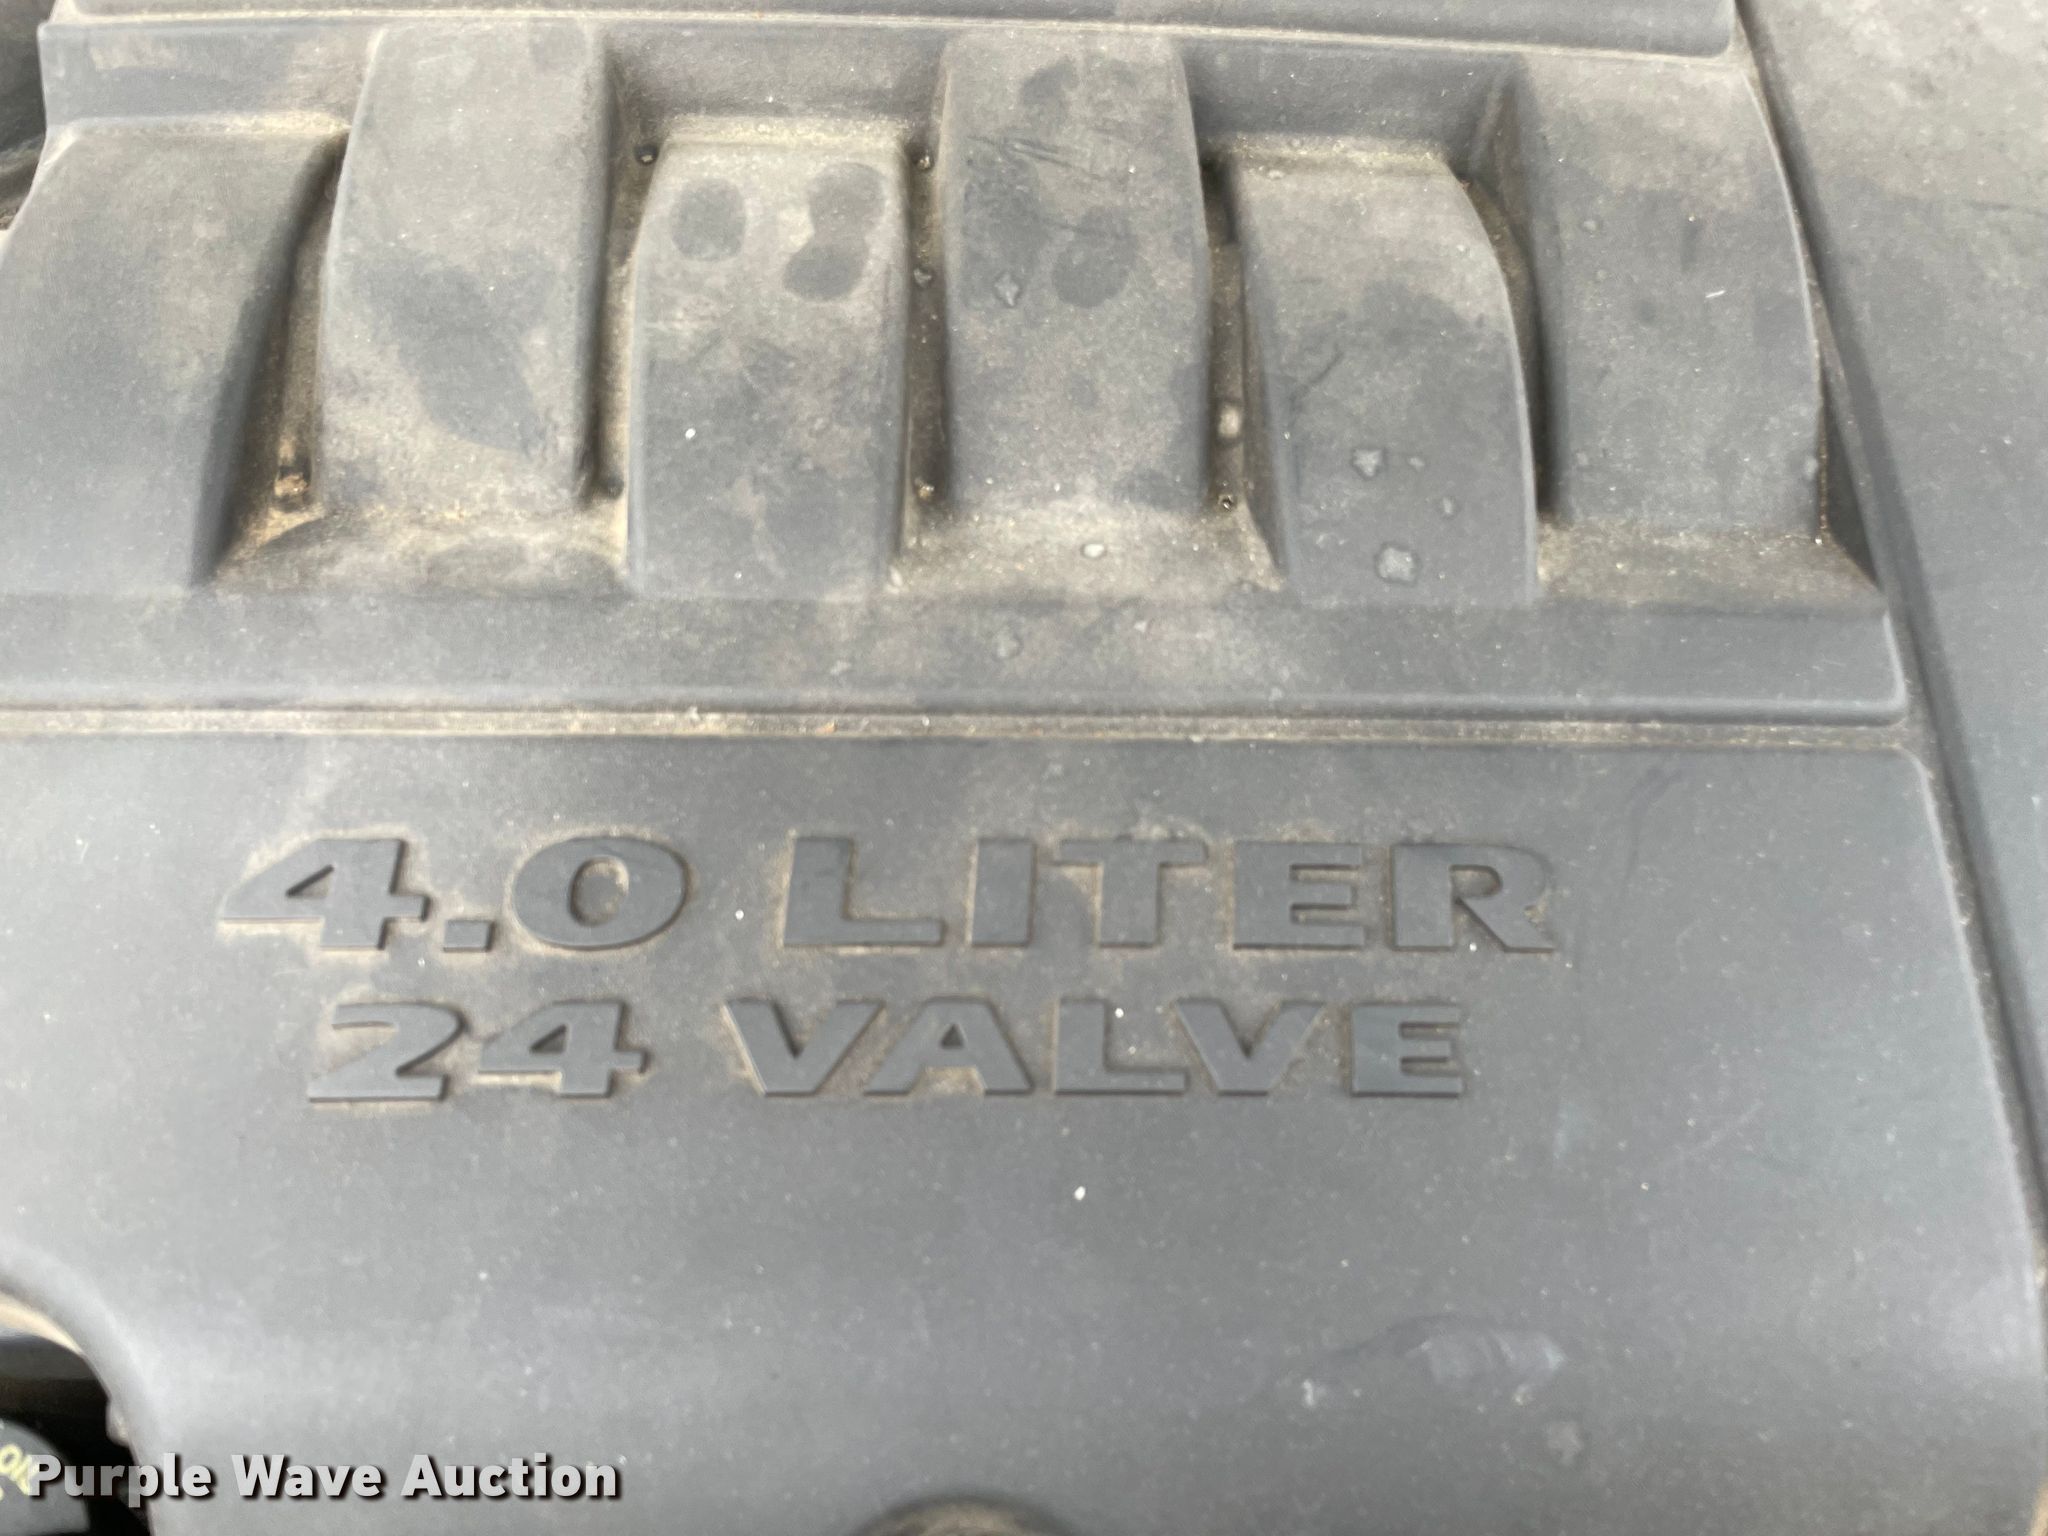 4.0 LITER
24 VALVE
Purple Wave Auction